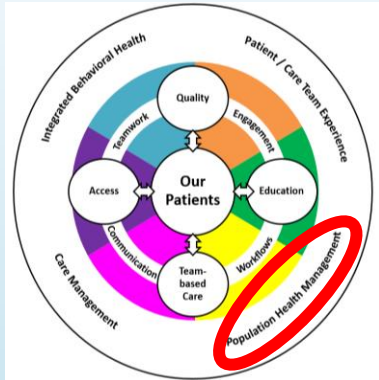 Integrated Behavioral Health
Patient / Care Team Experience
Quality
Teamwork
Engagement
Access
Our
Patients
Education
Communication
Workflows
Team-
based
Care
Care Management
Population Health Management